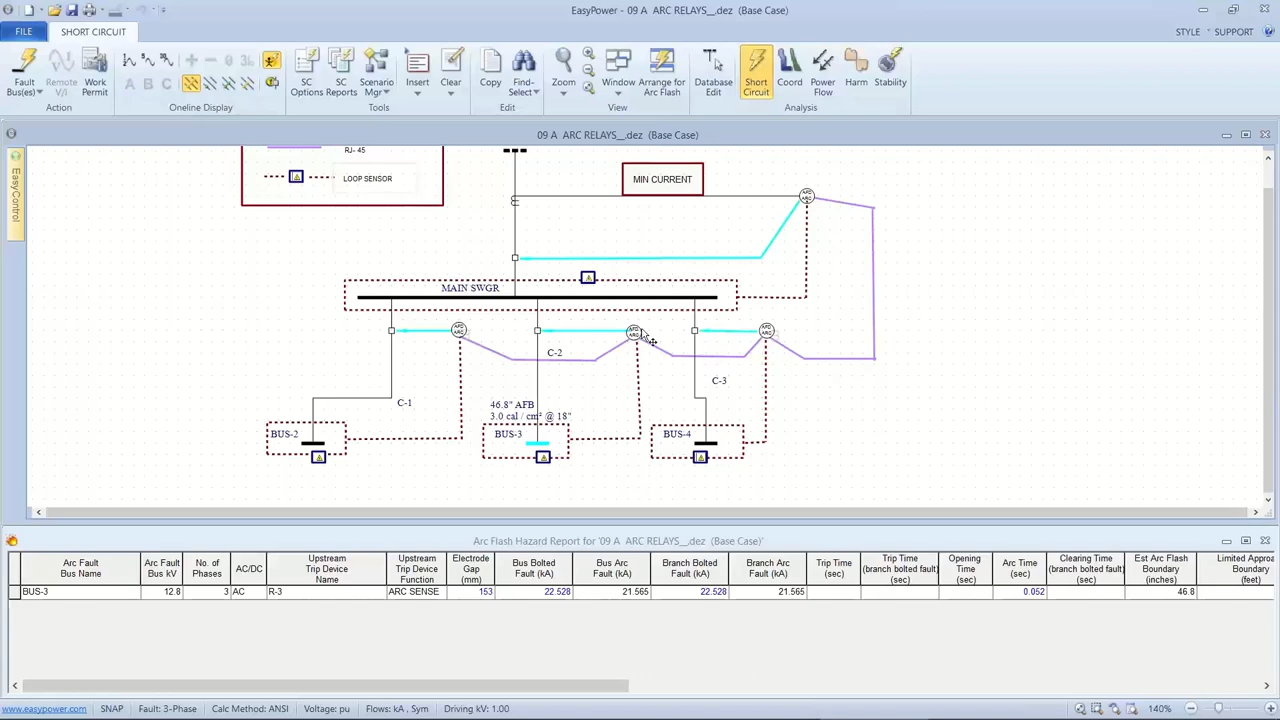 EasyPower - 09 A ARC RELAYS__.dez (Base Case)
FILE
SHORT CIRCUIT
STYLE
SUPPORT
Fault Bus(es)
Remote V/I
Work Permit
Action
0
3
A B C
Oneline Display
SC Options
SC Reports
Scenario Mgr
Tools
Insert
Clear
Copy
Find-Select
Edit
Zoom
Window
Arrange for Arc Flash
View
Database Edit
Short Circuit
Coord
Power Flow
Harm
Stability
Analysis
09 A ARC RELAYS__.dez (Base Case)
EasyControl
RJ- 45
LOOP SENSOR
MIN CURRENT
MAIN SWGR
C-2
C-3
C-1
46.8" AFB
3.0 cal / cm² @ 18"
BUS-2
BUS-3
BUS-4
Arc Flash Hazard Report for '09 A ARC RELAYS__.dez (Base Case)'
Arc Fault Bus Name
Arc Fault Bus kV
No. of Phases
AC/DC
Upstream Trip Device Name
Upstream Trip Device Function
Electrode Gap (mm)
Bus Bolted Fault (kA)
Bus Arc Fault (kA)
Branch Bolted Fault (kA)
Branch Arc Fault (kA)
Trip Time (sec)
Trip Time (branch bolted fault) (sec)
Opening Time (sec)
Arc Time (sec)
Clearing Time (branch bolted fault) (sec)
Est Arc Flash Boundary (inches)
Limited Boundary (feet)
BUS-3 12.8 3 AC R-3 ARC SENSE 153 22.528 21.565 22.528 21.565 0.052 46.8
www.easypower.com
SNAP
Fault: 3-Phase
Calc Method: ANSI
Voltage: pu
Flows: kA , Sym
Driving kV: 1.00
140%